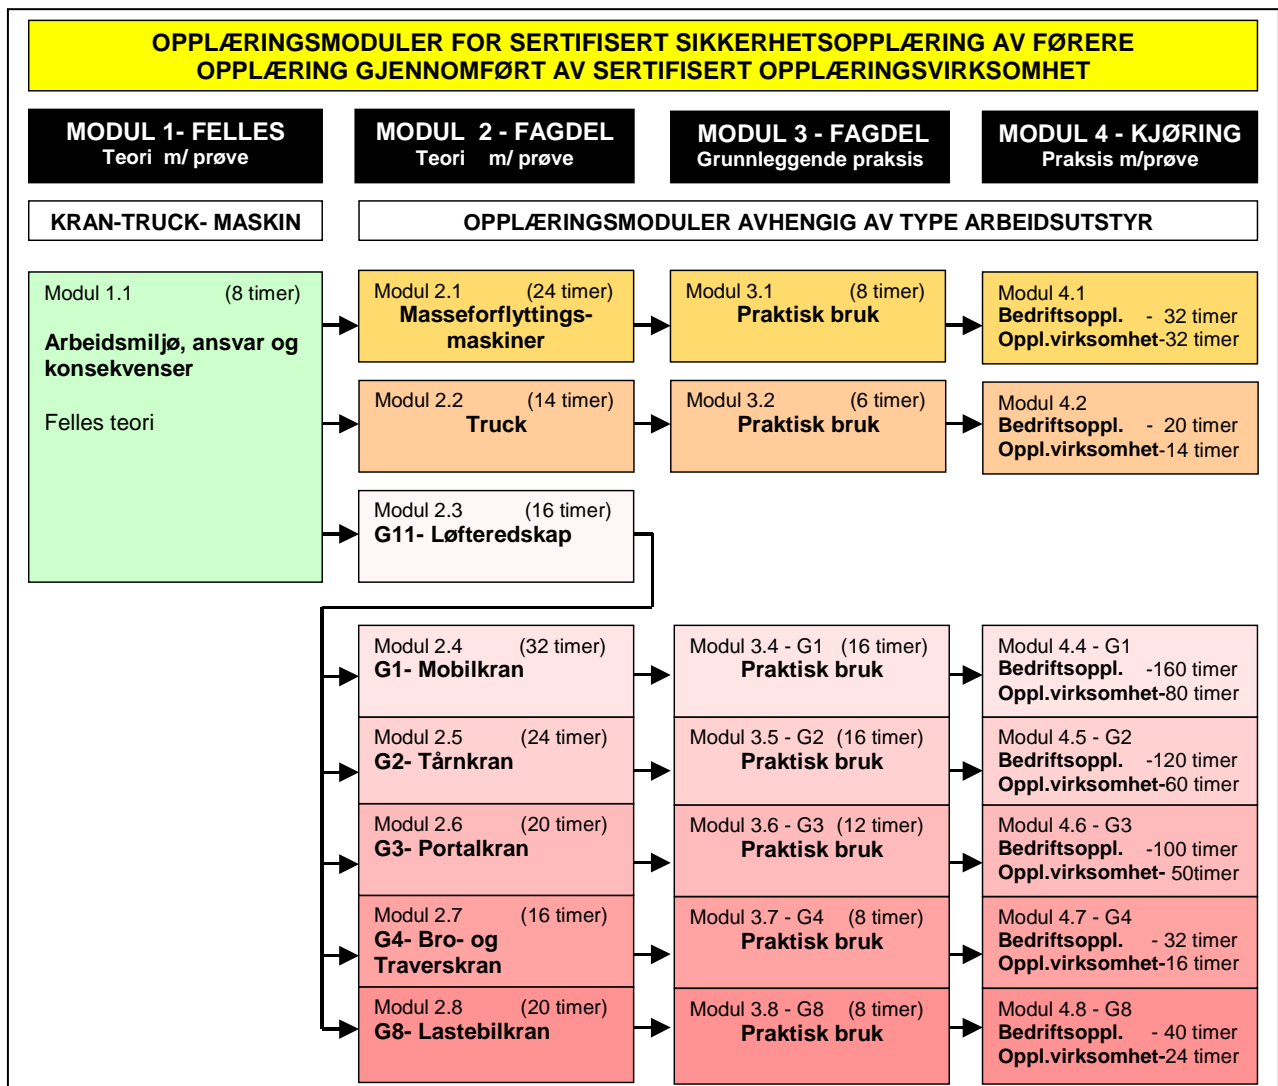 OPPLÆRINGSMODULER FOR SERTIFISERT SIKKERHETSOPPLÆRING AV FØRERE
OPPLÆRING GJENNOMFØRT AV SERTIFISERT OPPLÆRINGSVIRKSOMHET
MODUL 1- FELLES
Teori m/ prøve
MODUL 2 - FAGDEL
Teori m/ prøve
MODUL 3 - FAGDEL
Grunnleggende praksis
MODUL 4 - KJØRING
Praksis m/prøve
KRAN-TRUCK- MASKIN
OPPLÆRINGSMODULER AVHENGIG AV TYPE ARBEIDSUTSTYR
Modul 1.1 (8 timer)
Arbeidsmiljø, ansvar og
konsekvenser
Felles teori
Modul 2.1 (24 timer)
Masseforflyttings-
maskiner
Modul 3.1 (8 timer)
Praktisk bruk
Modul 4.1
Bedriftsoppl. - 32 timer
Oppl.virksomhet-32 timer
Modul 2.2 (14 timer)
Truck
Modul 3.2 (6 timer)
Praktisk bruk
Modul 4.2
Bedriftsoppl. - 20 timer
Oppl.virksomhet-14 timer
Modul 2.3 (16 timer)
G11- Løfteredskap
Modul 2.4 (32 timer)
G1- Mobilkran
Modul 3.4 - G1 (16 timer)
Praktisk bruk
Modul 4.4 - G1
Bedriftsoppl. -160 timer
Oppl.virksomhet-80 timer
Modul 2.5 (24 timer)
G2- Tårnkran
Modul 3.5 - G2 (16 timer)
Praktisk bruk
Modul 4.5 - G2
Bedriftsoppl. -120 timer
Oppl.virksomhet-60 timer
Modul 2.6 (20 timer)
G3- Portalkran
Modul 3.6 - G3 (12 timer)
Praktisk bruk
Modul 4.6 - G3
Bedriftsoppl. -100 timer
Oppl.virksomhet- 50timer
Modul 2.7 (16 timer)
G4- Bro- og
Traverskran
Modul 3.7 - G4 (8 timer)
Praktisk bruk
Modul 4.7 - G4
Bedriftsoppl. - 32 timer
Oppl.virksomhet-16 timer
Modul 2.8 (20 timer)
G8- Lastebilkran
Modul 3.8 - G8 (8 timer)
Praktisk bruk
Modul 4.8 - G8
Bedriftsoppl. - 40 timer
Oppl.virksomhet-24 timer